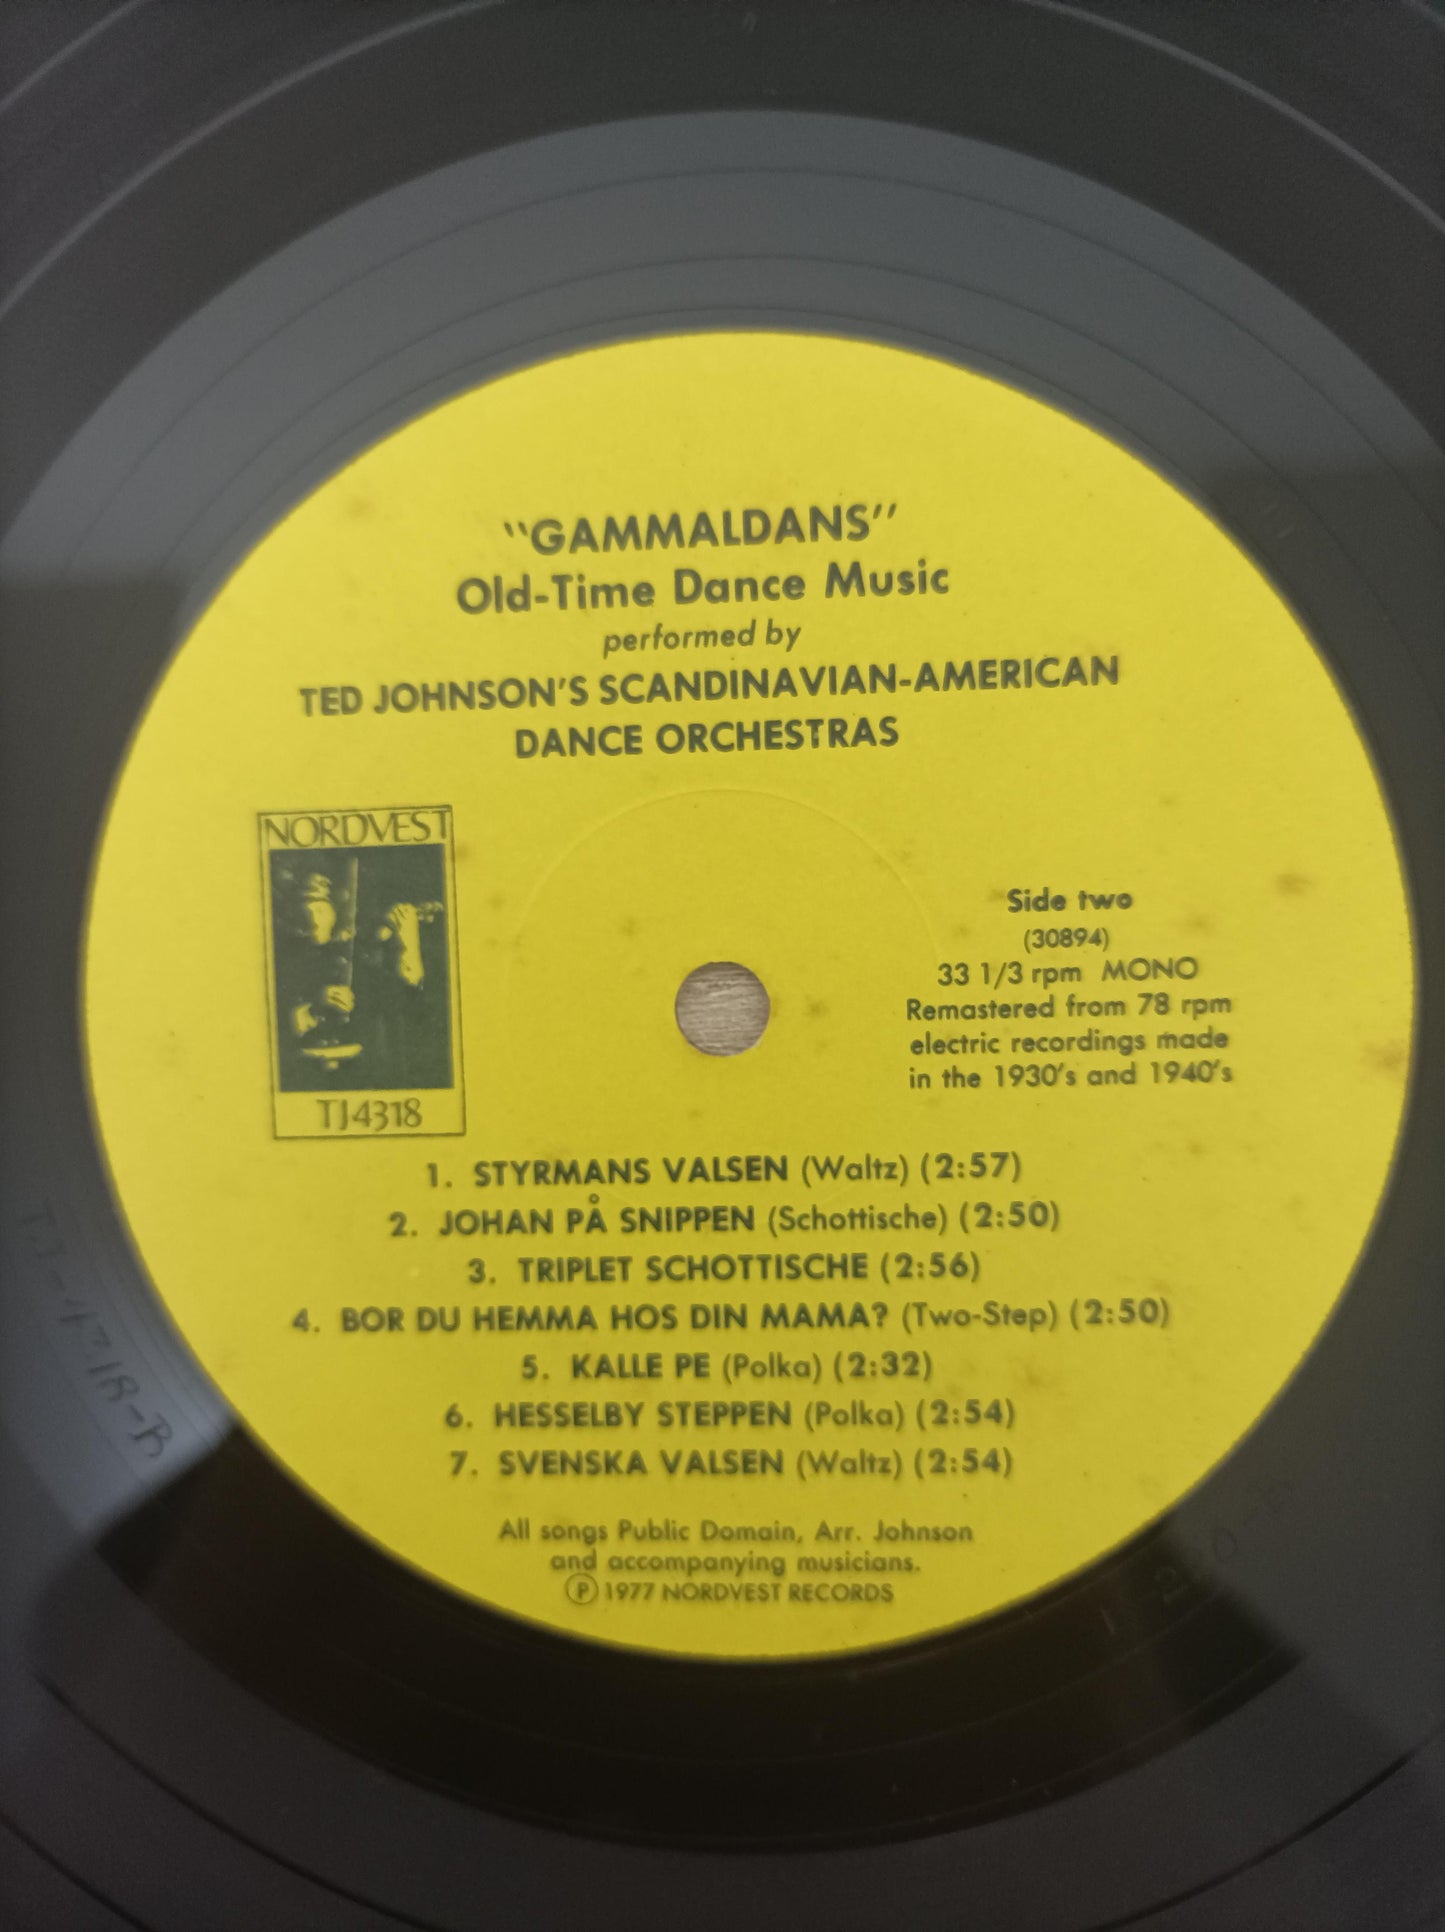 "GAMMALDANS"
Old-Time Dance Music
performed by
TED JOHNSON'S SCANDINAVIAN-AMERICAN
DANCE ORCHESTRAS
NORDVEST
TJ4318
Side two
(30894)
33 1/3 rpm MONO
Remastered from 78 rpm
electric recordings made
in the 1930's and 1940's
1. STYRMANS VALSEN (Waltz) (2:57)
2. JOHAN PÅ SNIPPEN (Schottische) (2:50)
3. TRIPLET SCHOTTISCHE (2:56)
4. BOR DU HEMMA HOS DIN MAMA? (Two-Step) (2:50)
5. KALLE PE (Polka) (2:32)
6. HESSELBY STEPPEN (Polka) (2:54)
7. SVENSKA VALSEN (Waltz) (2:54)
All songs Public Domain, Arr. Johnson
and accompanying musicians.
Ⓟ 1977 NORDVEST RECORDS